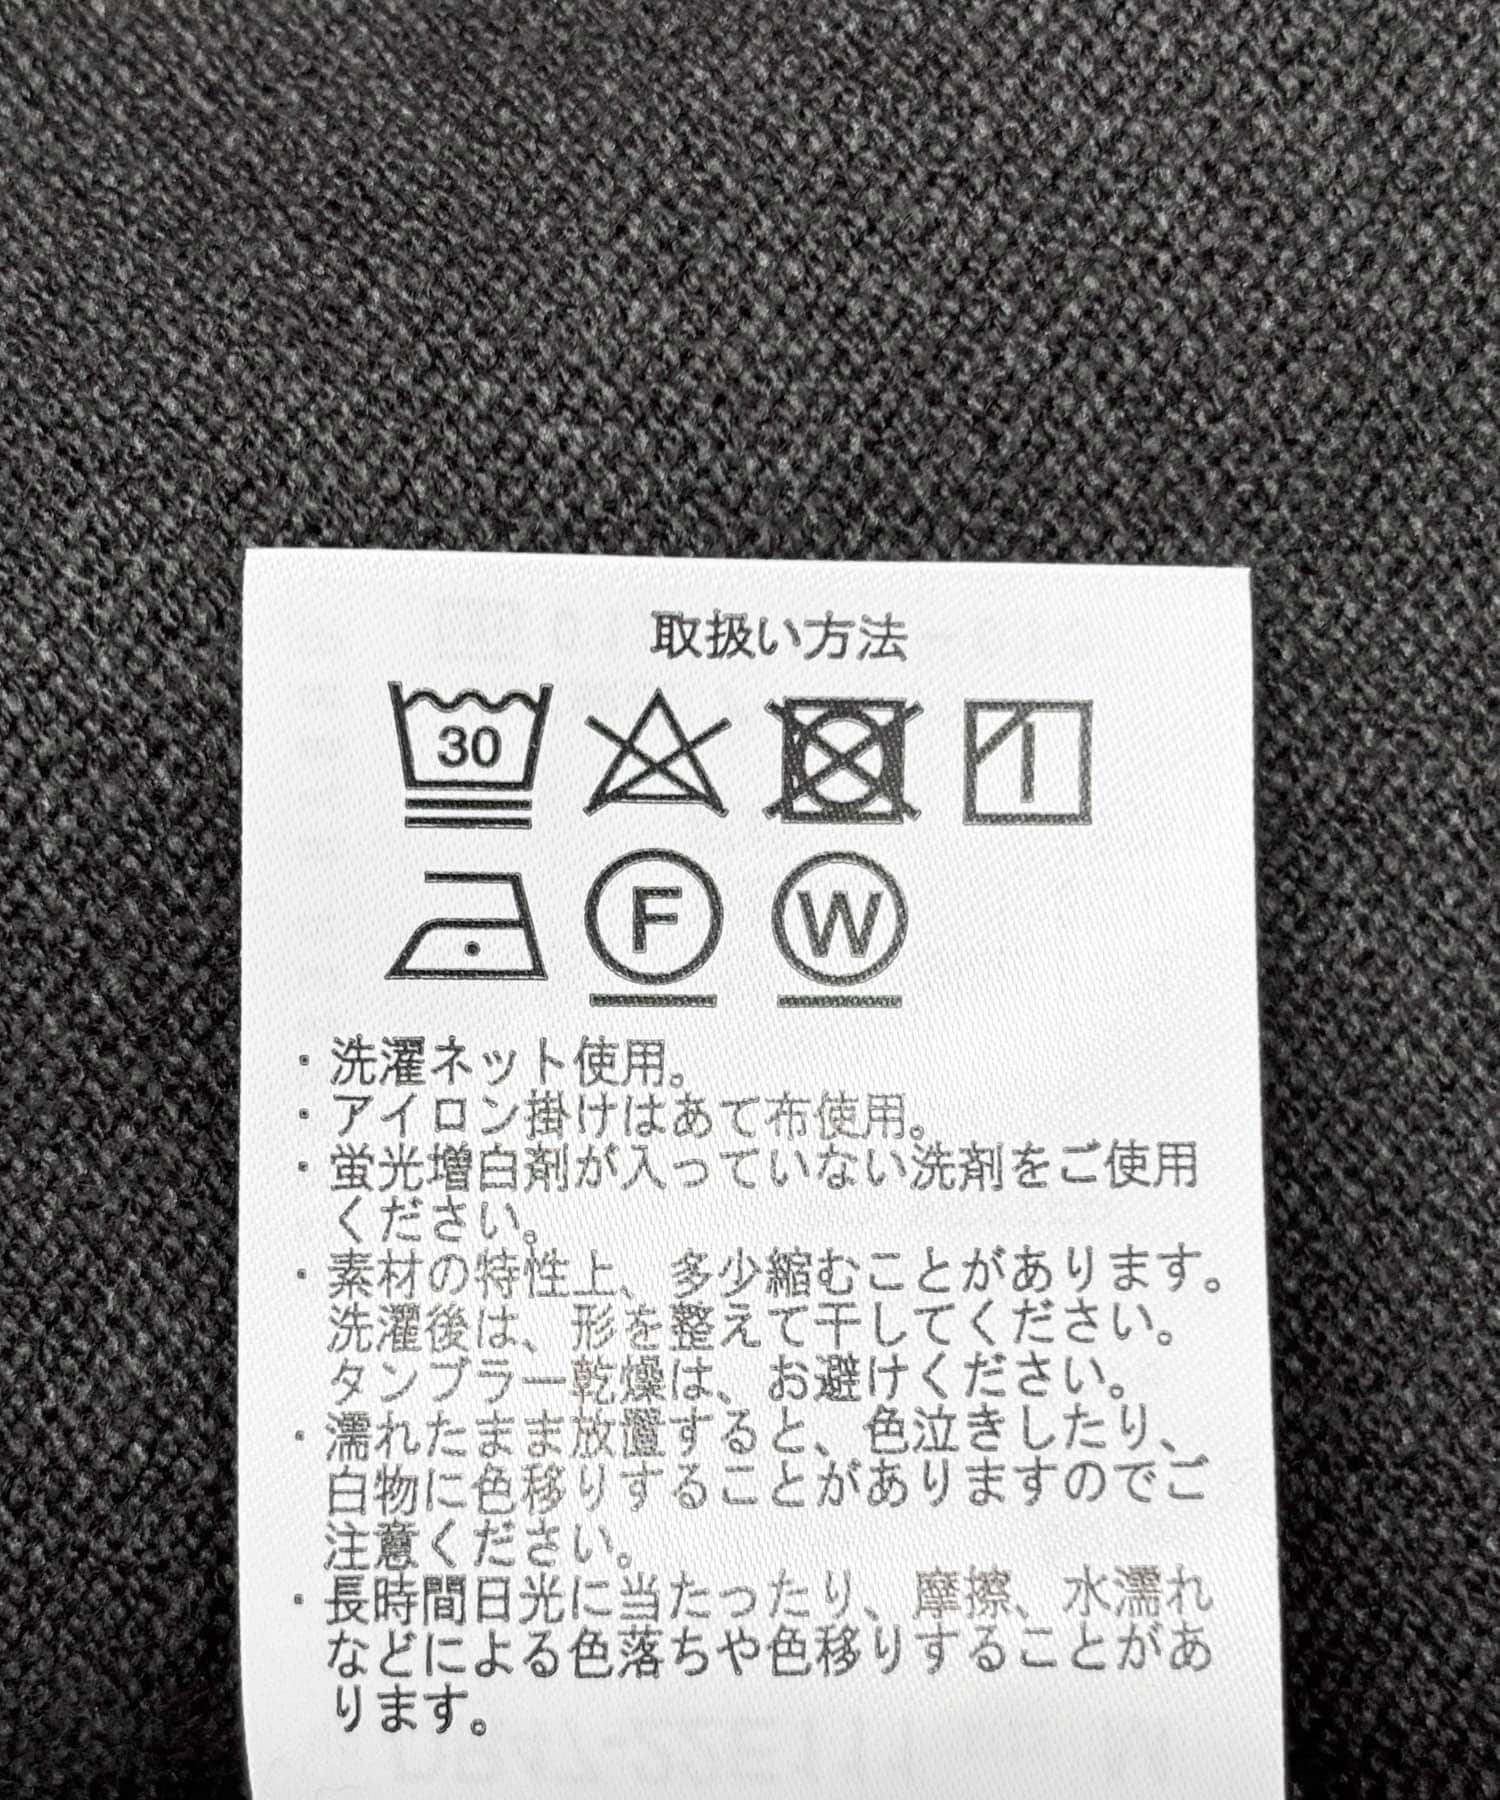 取扱い方法
30
F W
・洗濯ネット使用。
・アイロン掛けはあて布使用。
・蛍光増白剤が入っていない洗剤をご使用
ください。
・素材の特性上、多少縮むことがあります。
洗濯後は、形を整えて干してください。
タンブラー乾燥は、お避けください。
・濡れたまま放置すると、色泣きしたり、
白物に色移りすることがありますのでご
注意ください。
・長時間日光に当たったり、摩擦、水濡れ
などによる色落ちや色移りすることがあ
ります。